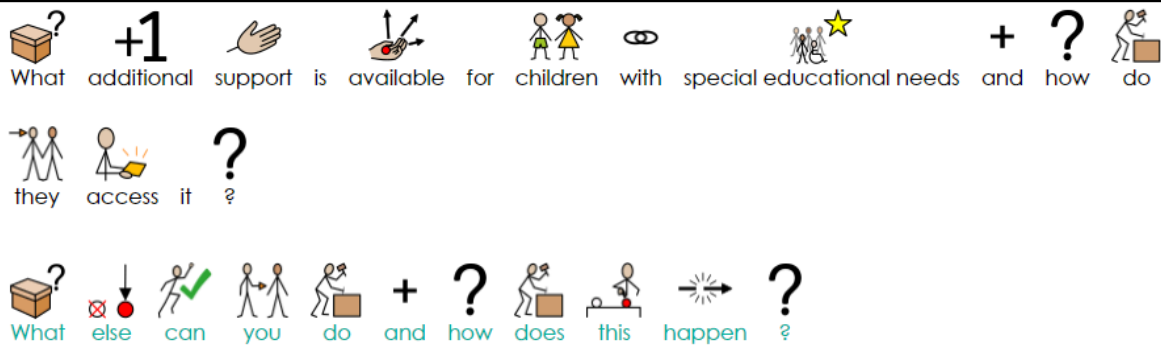 What additional support is available for children with special educational needs and how do
they access it ?
What else can you do and how does this happen ?